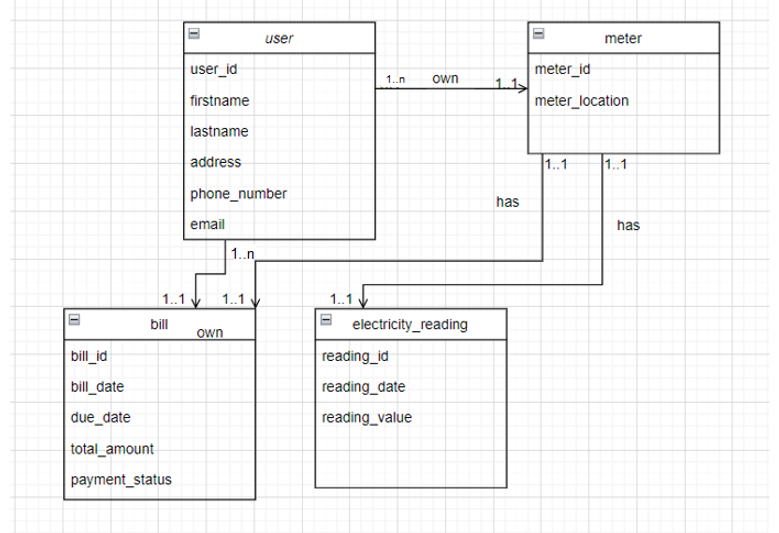 user
user_id
firstname
lastname
address
phone_number
email
1..n
own
1..1
meter
meter_id
meter_location
1..1
1..1
has
has
1..n
1..1
1..1
1..1
bill
own
bill_id
bill_date
due_date
total_amount
payment_status
electricity_reading
reading_id
reading_date
reading_value